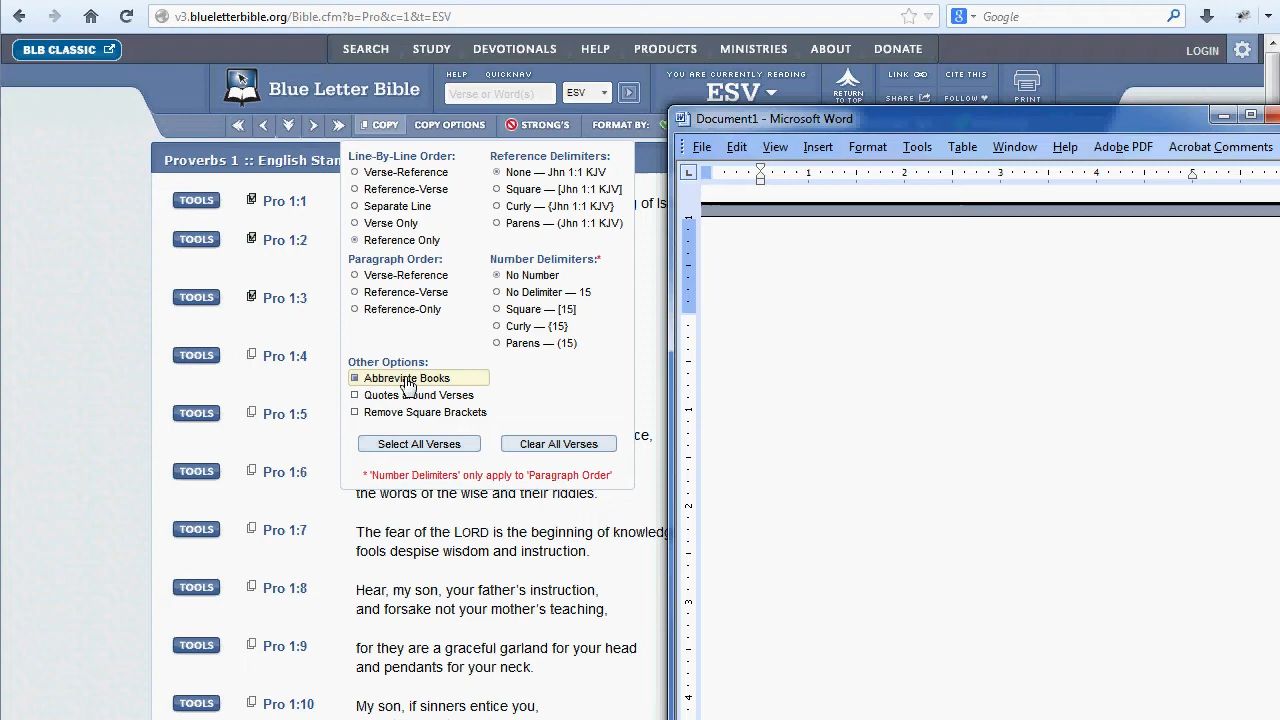 v3.blueletterbible.org/Bible.cfm?b=Pro&c=1&t=ESV
Google
BLB CLASSIC
SEARCH STUDY DEVOTIONALS HELP PRODUCTS MINISTRIES ABOUT DONATE
LOGIN
Blue Letter Bible
HELP QUICKNAV
Verse or Word(s)
ESV
YOU ARE CURRENTLY READING
ESV
RETURN
TO TOP
LINK CITE THIS
SHARE FOLLOW
PRINT
COPY COPY OPTIONS STRONG'S FORMAT BY:
Document1 - Microsoft Word
File Edit View Insert Format Tools Table Window Help Adobe PDF Acrobat Comments
1 2 3 4
Proverbs 1 :: English Stan
Line-By-Line Order:
Verse-Reference
Reference-Verse
Separate Line
Verse Only
Reference Only
Reference Delimiters:
None — Jhn 1:1 KJV
Square — [Jhn 1:1 KJV]
Curly — {Jhn 1:1 KJV}
Parens — (Jhn 1:1 KJV)
Paragraph Order:
Verse-Reference
Reference-Verse
Reference-Only
Number Delimiters:*
No Number
No Delimiter — 15
Square — [15]
Curly — {15}
Parens — (15)
Other Options:
Abbreviate Books
Quotes Around Verses
Remove Square Brackets
Select All Verses Clear All Verses
* 'Number Delimiters' only apply to 'Paragraph Order'
TOOLS Pro 1:1
TOOLS Pro 1:2
TOOLS Pro 1:3
TOOLS Pro 1:4
TOOLS Pro 1:5
ce,
TOOLS Pro 1:6
the words of the wise and their riddles.
TOOLS Pro 1:7 The fear of the LORD is the beginning of knowledg
fools despise wisdom and instruction.
TOOLS Pro 1:8 Hear, my son, your father's instruction,
and forsake not your mother's teaching,
TOOLS Pro 1:9 for they are a graceful garland for your head
and pendants for your neck.
TOOLS Pro 1:10 My son, if sinners entice you,
1
1
2
3
4